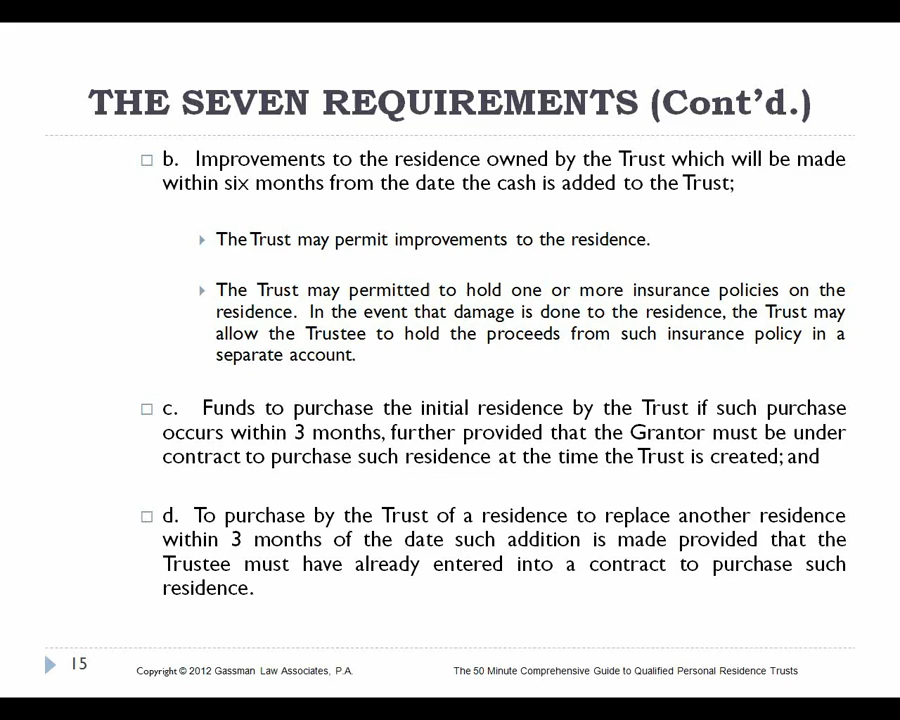 THE SEVEN REQUIREMENTS (Cont’d.)
b. Improvements to the residence owned by the Trust which will be made
within six months from the date the cash is added to the Trust;
The Trust may permit improvements to the residence.
The Trust may permitted to hold one or more insurance policies on the
residence. In the event that damage is done to the residence, the Trust may
allow the Trustee to hold the proceeds from such insurance policy in a
separate account.
c. Funds to purchase the initial residence by the Trust if such purchase
occurs within 3 months, further provided that the Grantor must be under
contract to purchase such residence at the time the Trust is created; and
d. To purchase by the Trust of a residence to replace another residence
within 3 months of the date such addition is made provided that the
Trustee must have already entered into a contract to purchase such
residence.
15
Copyright © 2012 Gassman Law Associates, P.A.
The 50 Minute Comprehensive Guide to Qualified Personal Residence Trusts